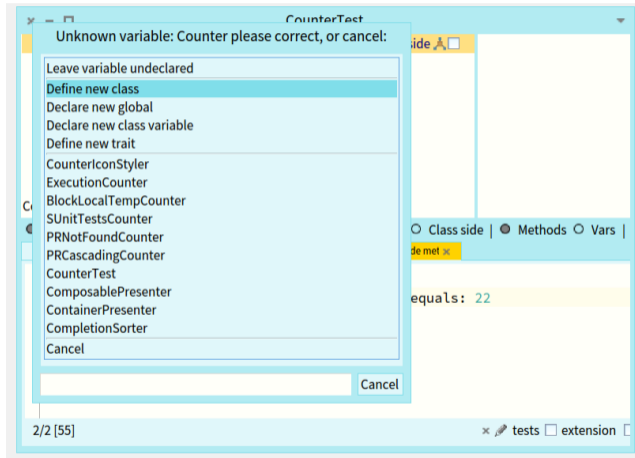 CounterTest
Unknown variable: Counter please correct, or cancel:
side
Leave variable undeclared
Define new class
Declare new global
Declare new class variable
Define new trait
CounterIconStyler
ExecutionCounter
BlockLocalTempCounter
SUnitTestsCounter
PRNotFoundCounter
PRCascadingCounter
CounterTest
ComposablePresenter
ContainerPresenter
CompletionSorter
Cancel
Class side | Methods Vars |
de met ×
equals: 22
Cancel
2/2 [55] × tests extension